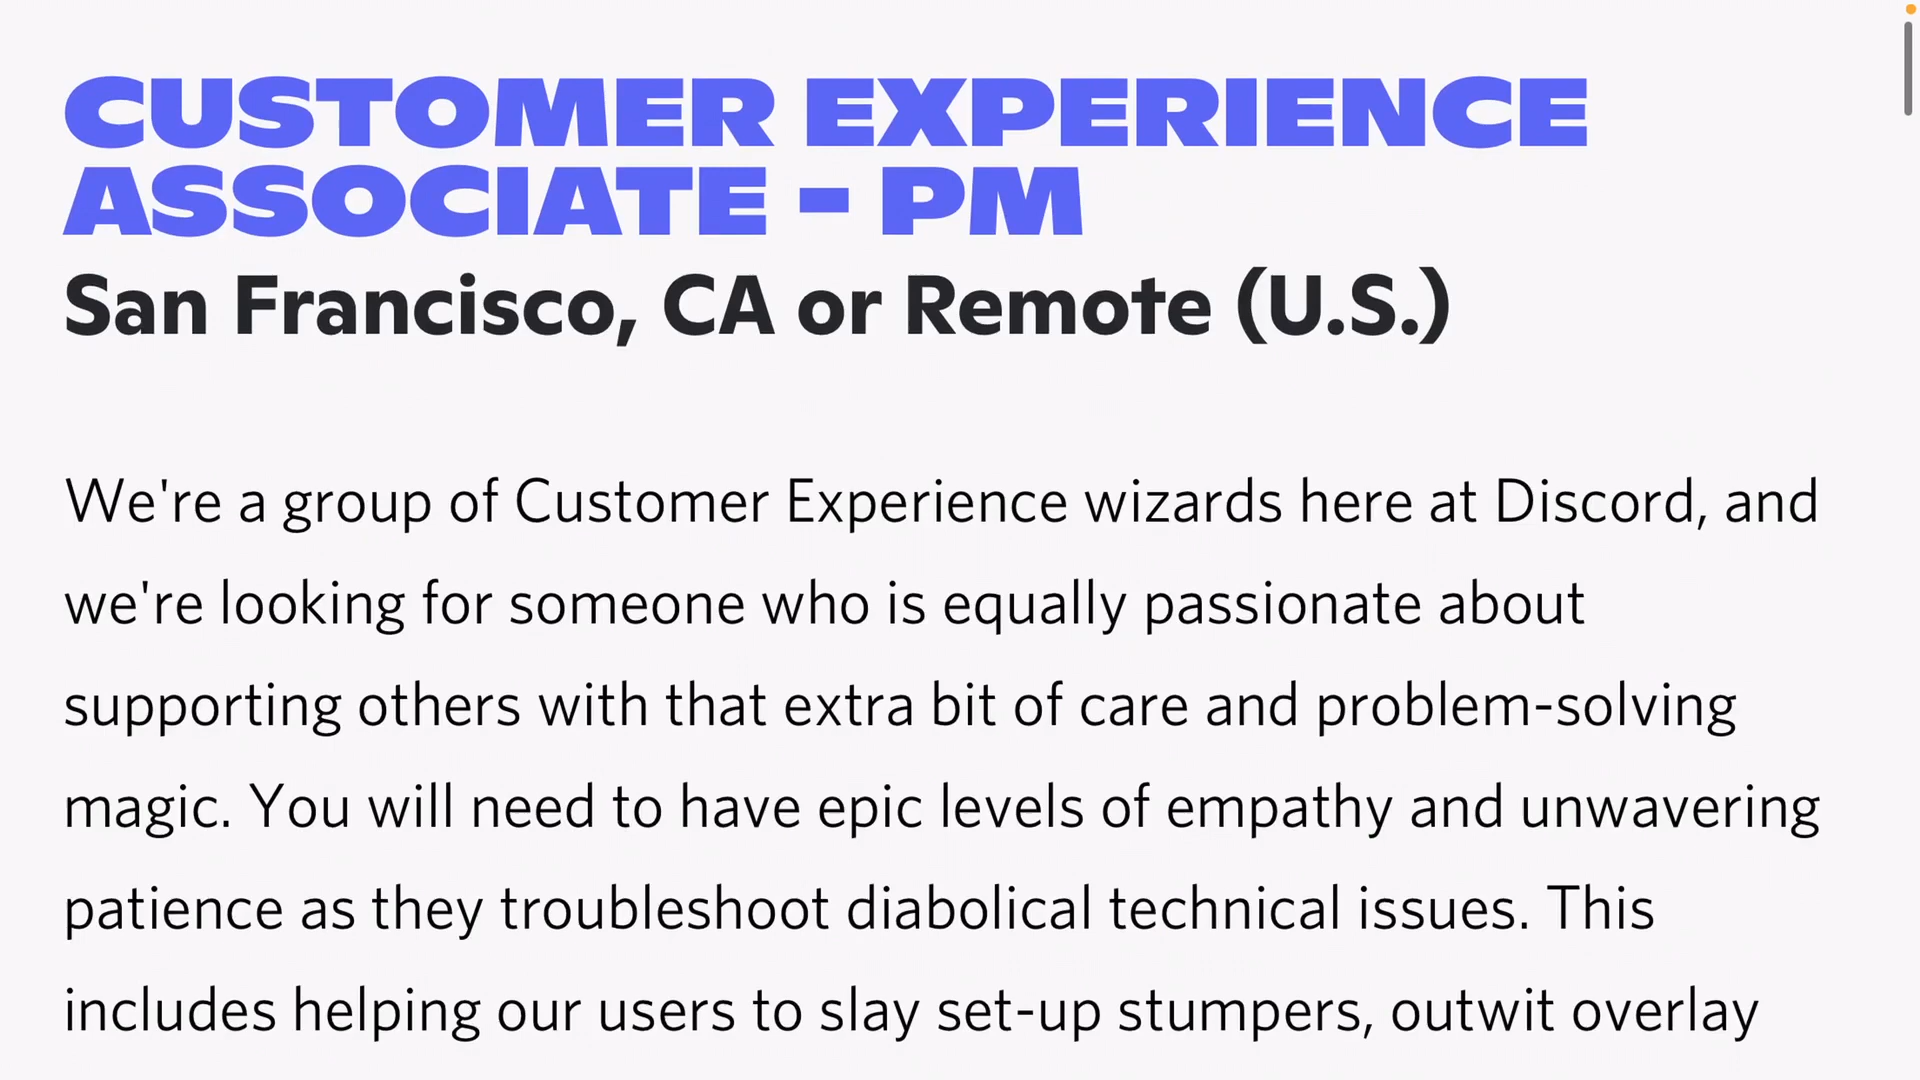 CUSTOMER EXPERIENCE
ASSOCIATE - PM
San Francisco, CA or Remote (U.S.)
We're a group of Customer Experience wizards here at Discord, and
we're looking for someone who is equally passionate about
supporting others with that extra bit of care and problem-solving
magic. You will need to have epic levels of empathy and unwavering
patience as they troubleshoot diabolical technical issues. This
includes helping our users to slay set-up stumpers, outwit overlay